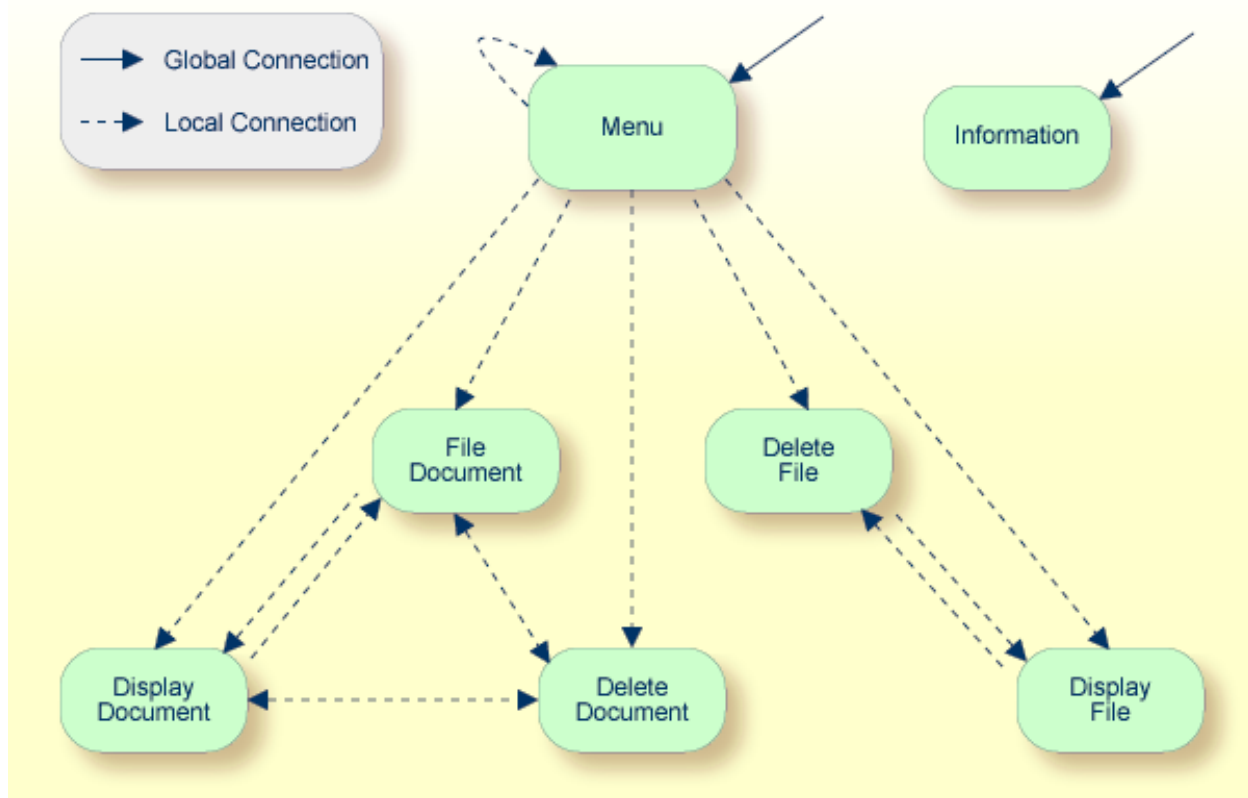 Global Connection
Local Connection
Menu
Information
File
Document
Delete
File
Display
Document
Delete
Document
Display
File